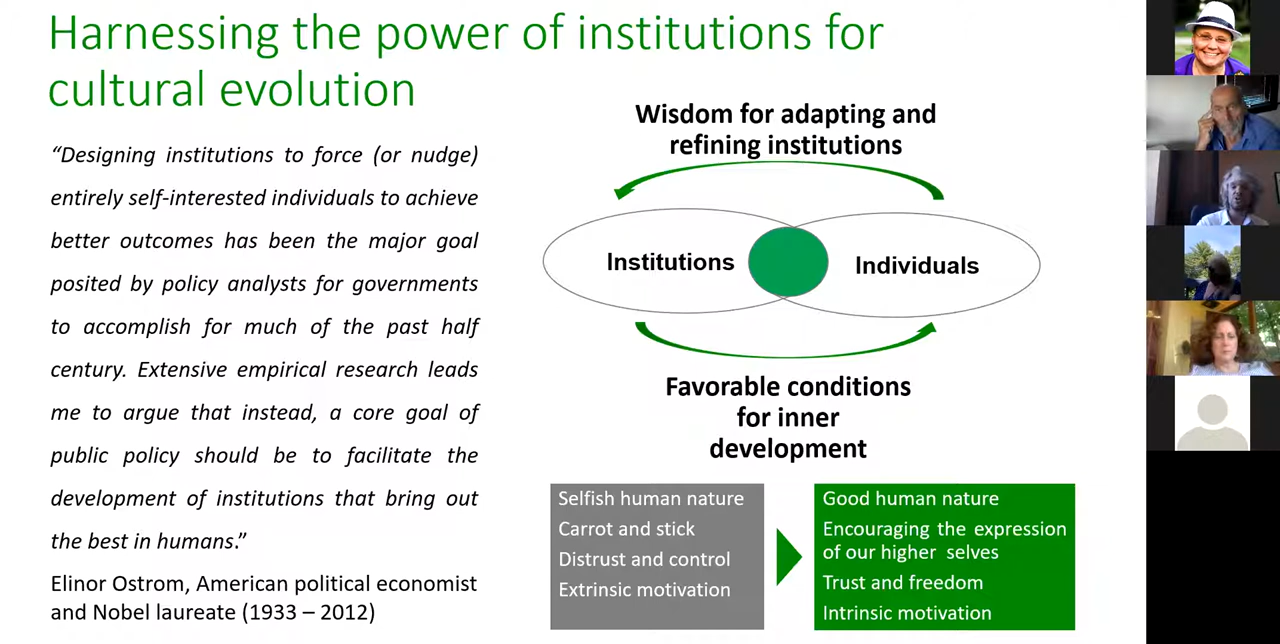 Harnessing the power of institutions for
cultural evolution
“Designing institutions to force (or nudge)
entirely self-interested individuals to achieve
better outcomes has been the major goal
posited by policy analysts for governments
to accomplish for much of the past half
century. Extensive empirical research leads
me to argue that instead, a core goal of
public policy should be to facilitate the
development of institutions that bring out
the best in humans.”
Elinor Ostrom, American political economist
and Nobel laureate (1933 – 2012)
Wisdom for adapting and
refining institutions
Institutions
Individuals
Favorable conditions
for inner
development
Selfish human nature
Carrot and stick
Distrust and control
Extrinsic motivation
Good human nature
Encouraging the expression
of our higher selves
Trust and freedom
Intrinsic motivation